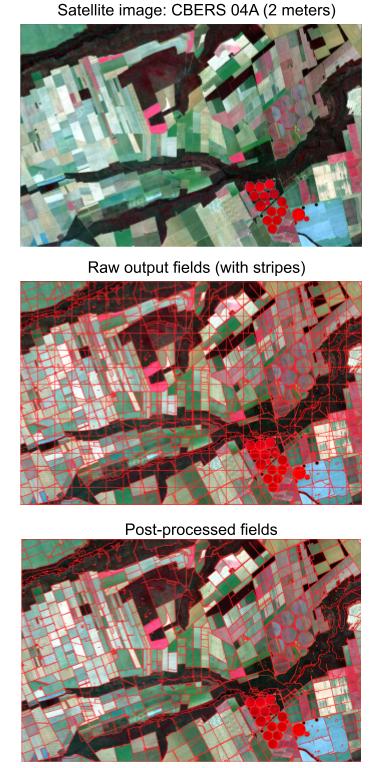 Satellite image: CBERS 04A (2 meters)
Raw output fields (with stripes)
Post-processed fields